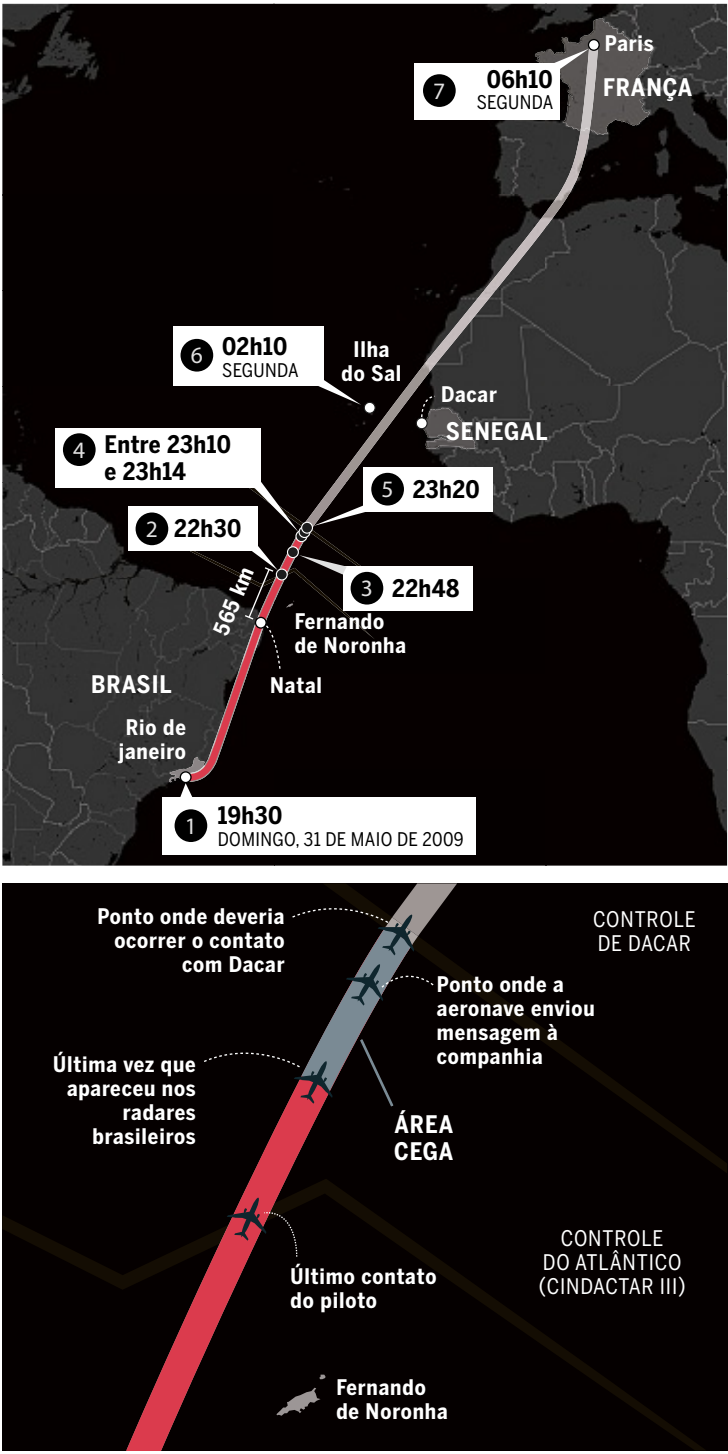 Paris
7
06h10
SEGUNDA
FRANÇA
6
02h10
SEGUNDA
Ilha
do Sal
Dacar
SENEGAL
4
Entre 23h10
e 23h14
5
23h20
2
22h30
3
22h48
565 km
Fernando
de Noronha
Natal
BRASIL
Rio de
janeiro
1
19h30
DOMINGO, 31 DE MAIO DE 2009
Ponto onde deveria
ocorrer o contato
com Dacar
CONTROLE
DE DACAR
Ponto onde a
aeronave enviou
mensagem à
companhia
Última vez que
apareceu nos
radares
brasileiros
ÁREA
CEGA
CONTROLE
DO ATLÂNTICO
(CINDACTAR III)
Último contato
do piloto
Fernando
de Noronha